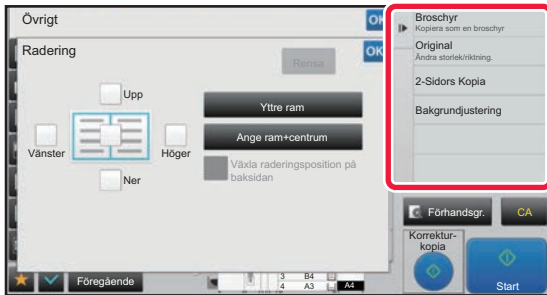 Övrigt
OK
Radering
OK
Rensa
Upp
Vänster
Höger
Ner
Yttre ram
Ange ram+centrum
Växla raderingsposition på
baksidan
Broschyr
Kopiera som en broschyr
Original
Ändra storlek/riktning.
2-Sidors Kopia
Bakgrundjustering
Förhandsgr.
CA
Korrektur-
kopia
Start
Föregående
3 B4
4 A3
A4